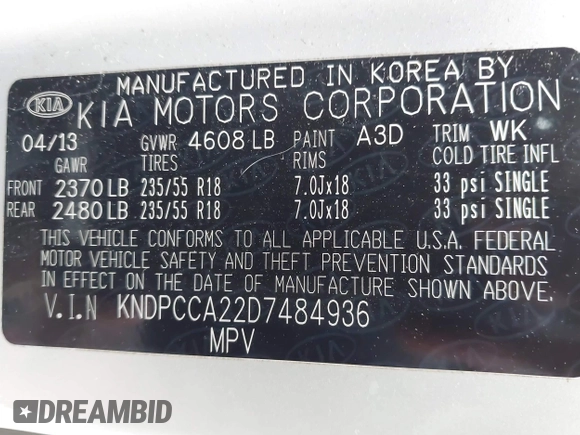 MANUFACTURED IN KOREA BY
KIA KIA MOTORS CORPORATION
04/13 GVWR 4608 LB PAINT A3D TRIM WK
GAWR TIRES RIMS COLD TIRE INFL
FRONT 2370 LB 235/55 R18 7.0Jx18 33 psi SINGLE
REAR 2480 LB 235/55 R18 7.0Jx18 33 psi SINGLE
THIS VEHICLE CONFORMS TO ALL APPLICABLE U.S.A. FEDERAL
MOTOR VEHICLE SAFETY AND THEFT PREVENTION STANDARDS
IN EFFECT ON THE DATE OF MANUFACTURE SHOWN ABOVE.
V.I.N KNDPCCA22D7484936
MPV
DREAMBID